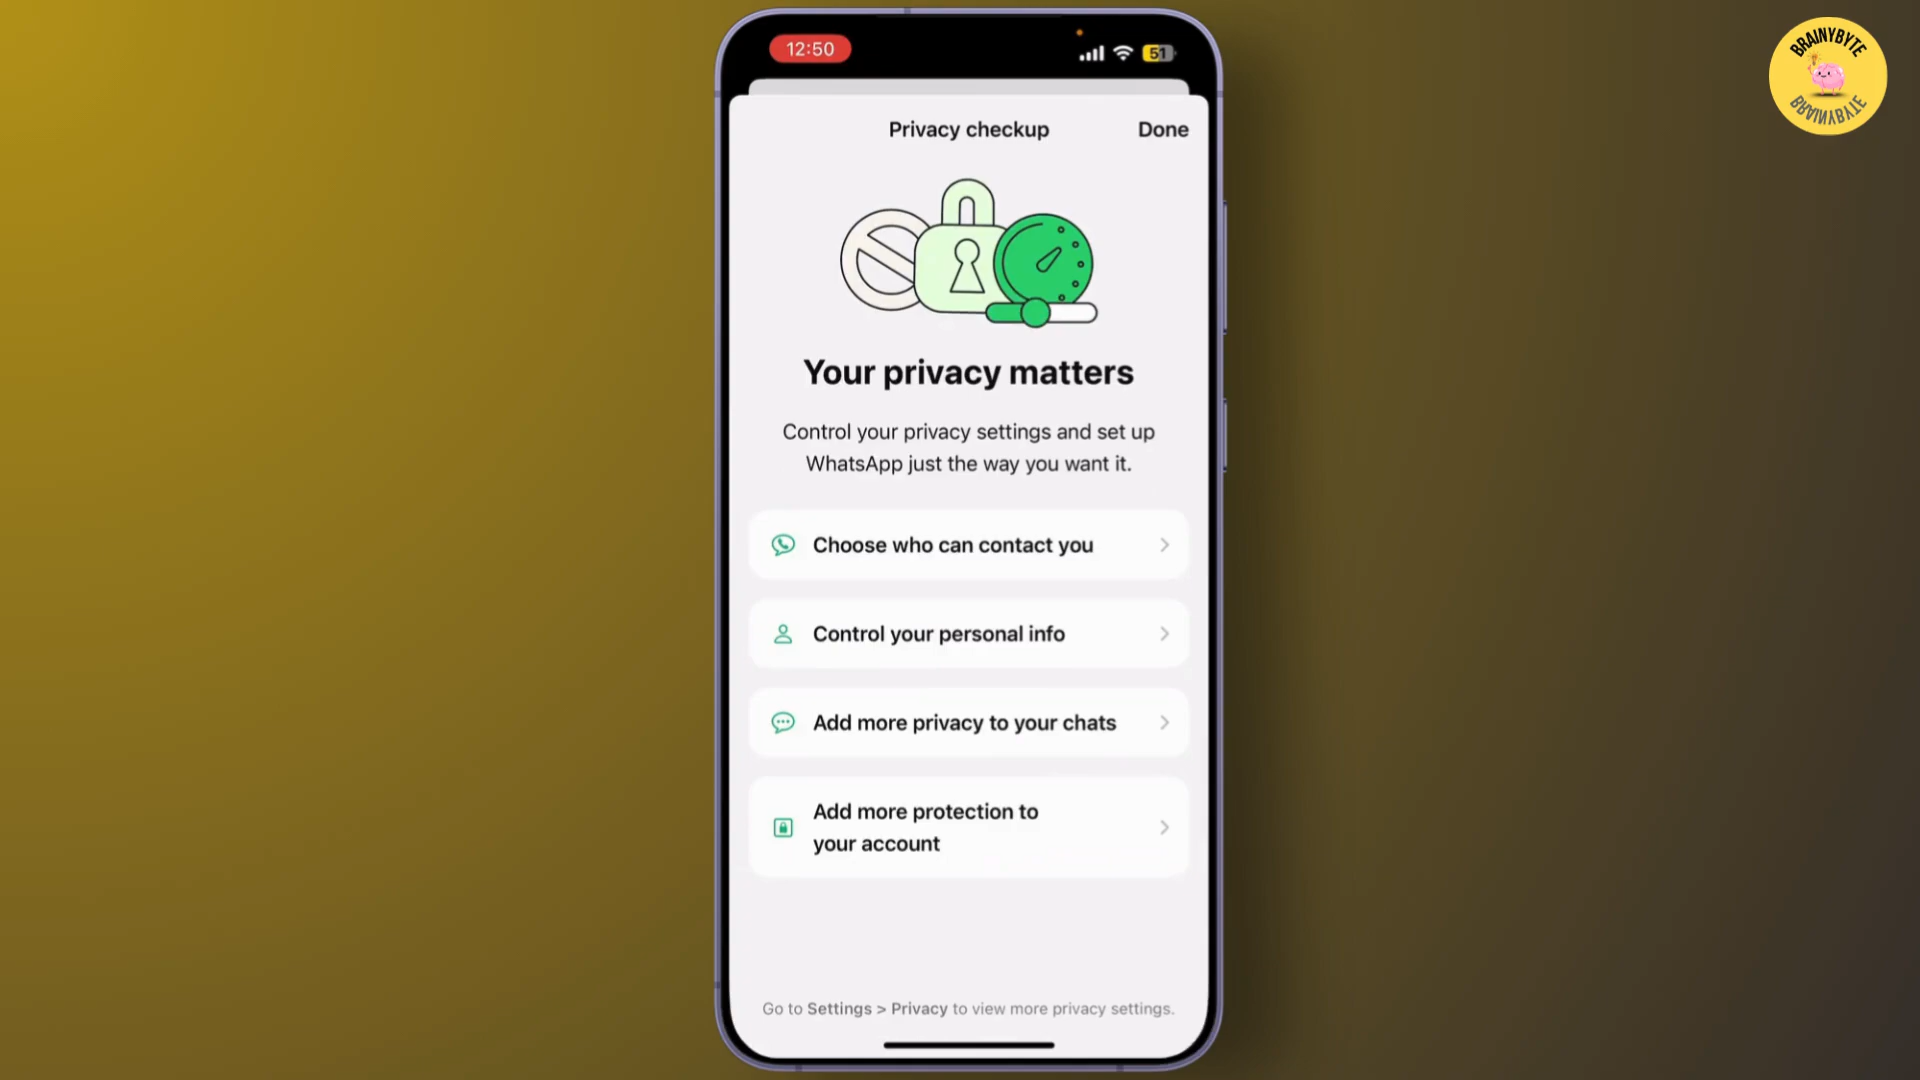 12:50
51
BRAINYBYTE
BRAINYBYTE
Privacy checkup
Done
Your privacy matters
Control your privacy settings and set up
WhatsApp just the way you want it.
Choose who can contact you
Control your personal info
Add more privacy to your chats
Add more protection to
your account
Go to Settings > Privacy to view more privacy settings.